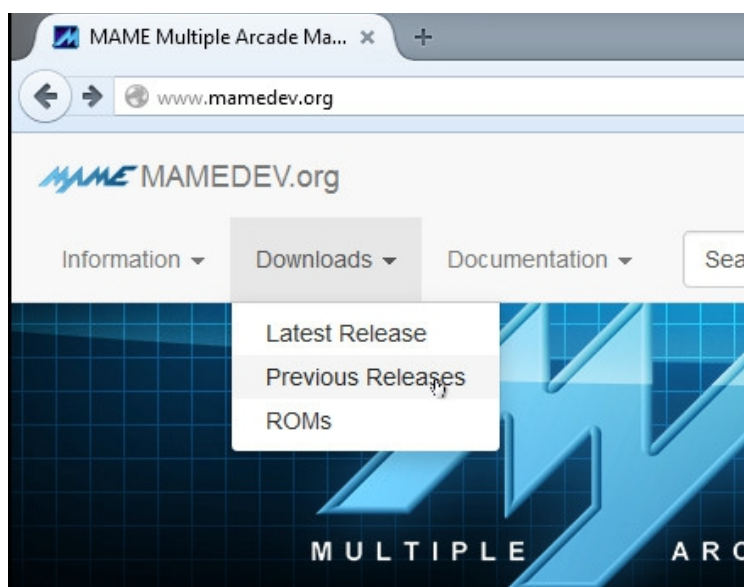 MAME Multiple Arcade Ma...
www.mamedev.org
MAME MAMEDEV.org
Information Downloads Documentation Sea
Latest Release
Previous Releases
ROMs
MULTIPLE ARC